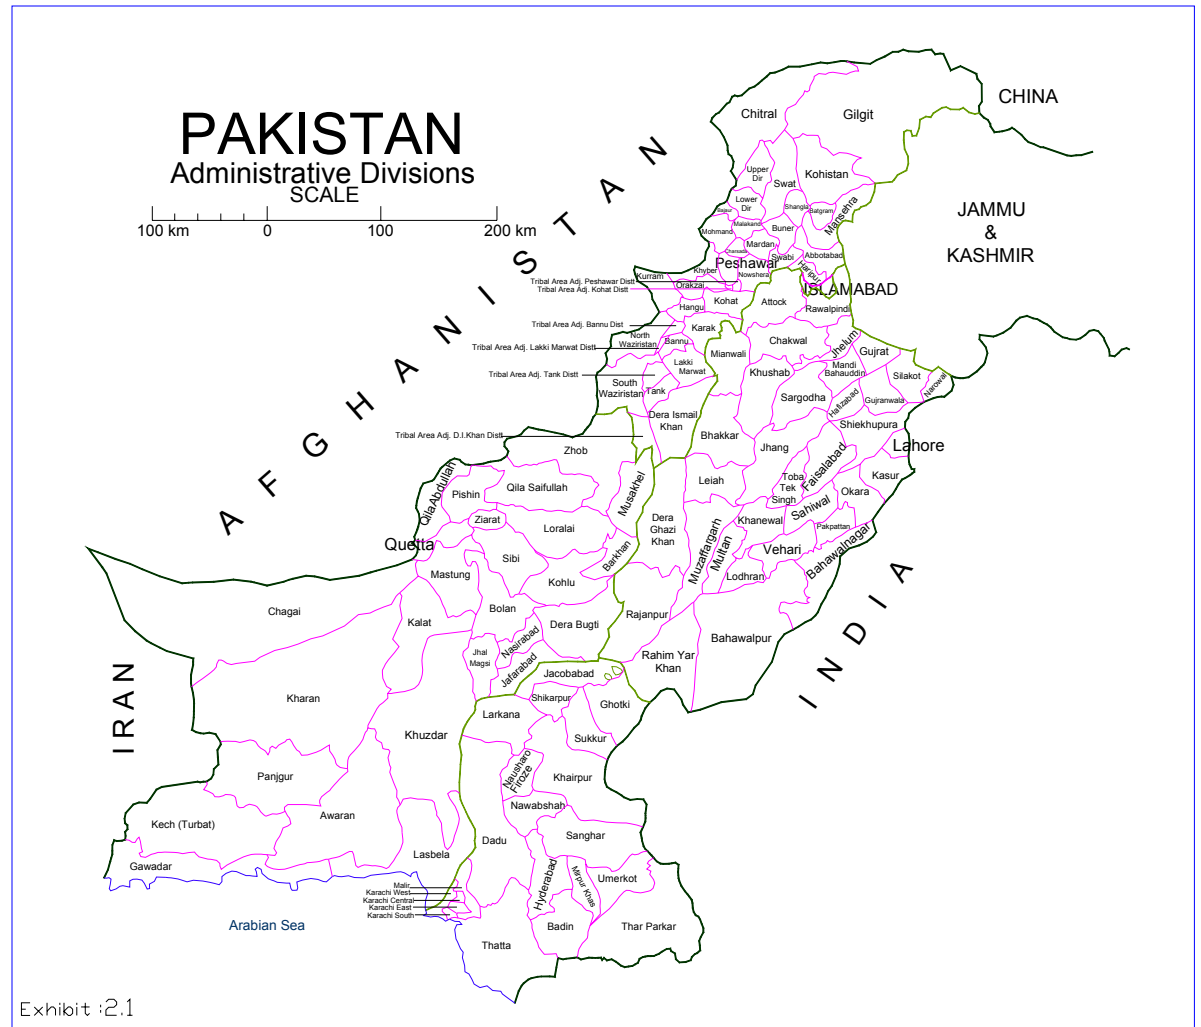 PAKISTAN
Administrative Divisions
SCALE
100 km
0
100 km
200 km
AFGHANISTAN
IRAN
INDIA
CHINA
JAMMU
&
KASHMIR
Arabian Sea
Chitral
Gilgit
Upper
Dir
Swat
Kohistan
Lower
Dir
Shangla
Batgram
Mansehra
Bajaur
Malakand
Mohmand
Buner
Charsada
Mardan
Swabi
Abbotabad
Peshawar
Nowshera
Haripur
Khyber
Kurram
Orakzai
ISLAMABAD
Tribal Area Adj. Peshawar Distt
Tribal Area Adj. Kohat Distt
Hangu
Kohat
Attock
Rawalpindi
Tribal Area Adj. Bannu Dist
Karak
North
Waziristan
Bannu
Tribal Area Adj. Lakki Marwat Distt
Mianwali
Chakwal
Jhelum
Gujrat
Lakki
Marwat
Tribal Area Adj. Tank Distt
South
Waziristan
Tank
Khushab
Mandi
Bahauddin
Silakot
Narowal
Sargodha
Hafizabad
Gujranwala
Dera Ismail
Khan
Tribal Area Adj. D.I.Khan Distt
Bhakkar
Shiekhupura
Lahore
Zhob
Jhang
Faisalabad
Kasur
QilaAbdullah
Pishin
Qila Saifullah
Musakhel
Leiah
Toba
Tek
Singh
Okara
Sahiwal
Ziarat
Loralai
Dera
Ghazi
Khan
Muzaffargarh
Multan
Khanewal
Pakpattan
Quetta
Vehari
Bahawalnagar
Sibi
Barkhan
Lodhran
Mastung
Kohlu
Chagai
Kalat
Bolan
Dera Bugti
Rajanpur
Bahawalpur
Nasirabad
Jhal
Magsi
Jafarabad
Rahim Yar
Khan
Jacobabad
Kharan
Shikarpur
Ghotki
Larkana
Khuzdar
Sukkur
Panjgur
Nausharo
Firoze
Khairpur
Nawabshah
Kech (Turbat)
Awaran
Dadu
Sanghar
Gawadar
Lasbela
Hyderabad
Mirpur Khas
Umerkot
Malir
Karachi West
Karachi Central
Karachi East
Karachi South
Thatta
Badin
Thar Parkar
Exhibit :2.1